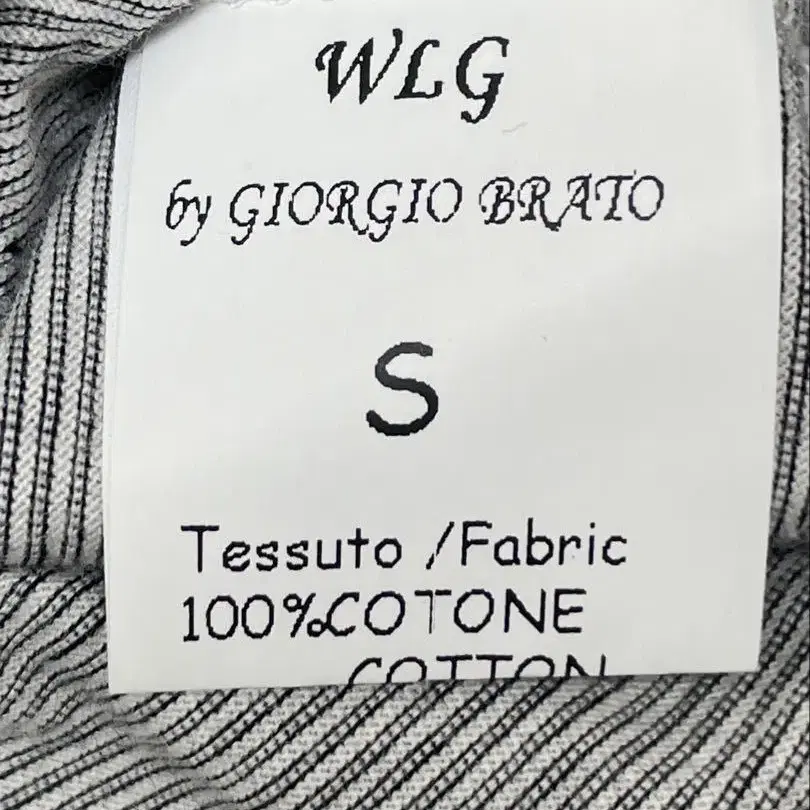 WLG
by GIORGIO BRATO
S
Tessuto /Fabric
100%COTONE
COTTON